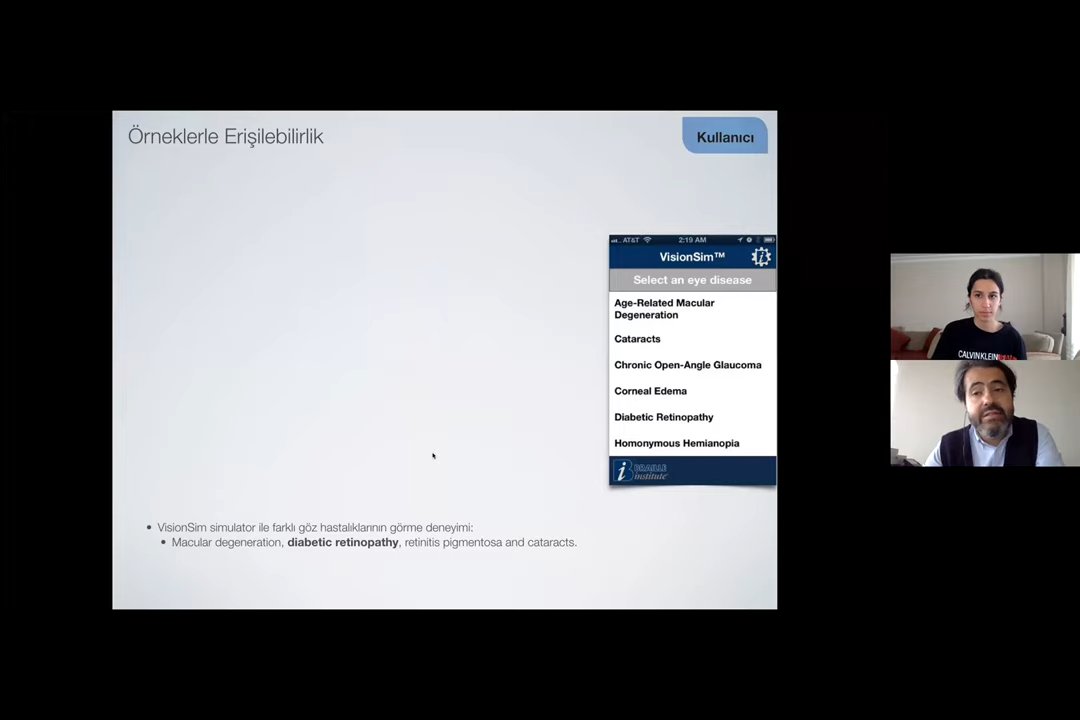 Örneklerle Erişilebilirlik
Kullanıcı
AT&T
2:19 AM
VisionSim™
Select an eye disease
Age-Related Macular
Degeneration
Cataracts
Chronic Open-Angle Glaucoma
Corneal Edema
Diabetic Retinopathy
Homonymous Hemianopia
BRAILLE
institute
• VisionSim simulator ile farklı göz hastalıklarının görme deneyimi:
• Macular degeneration, diabetic retinopathy, retinitis pigmentosa and cataracts.
CALVIN KLEIN